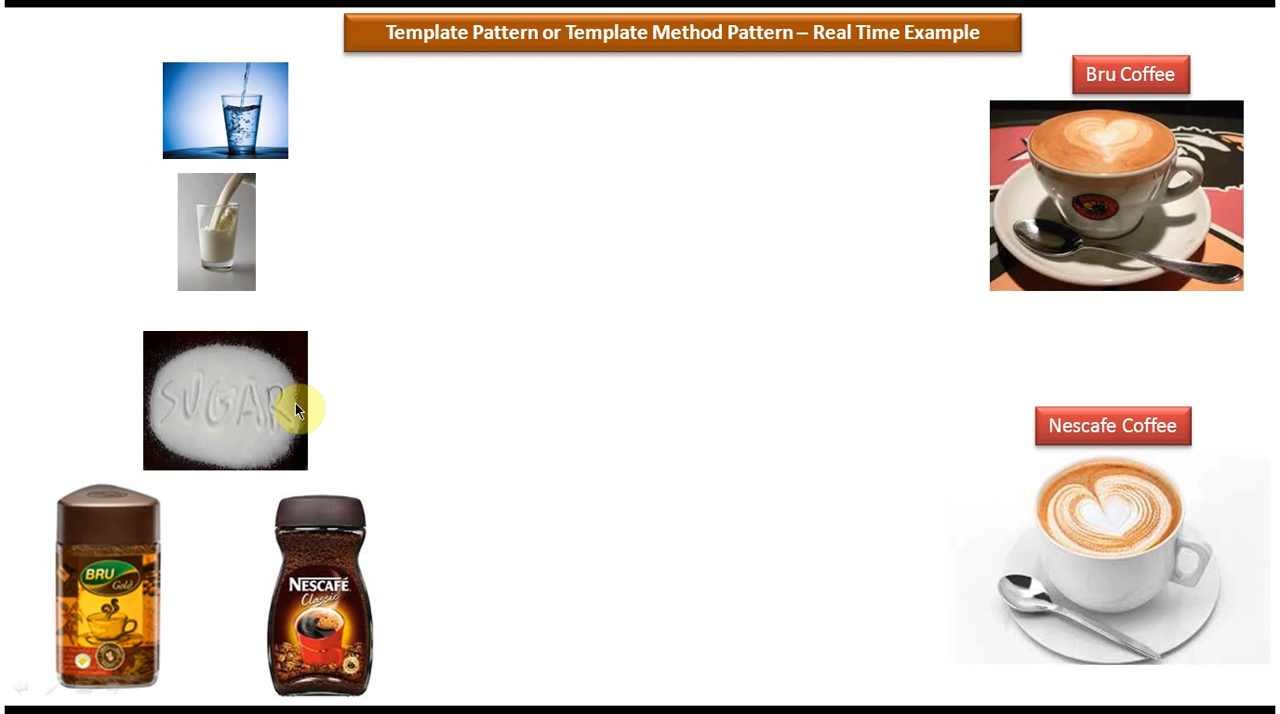 Template Pattern or Template Method Pattern – Real Time Example
Bru Coffee
SUGAR
Nescafe Coffee
BRU
Gold
NESCAFÉ
Classic